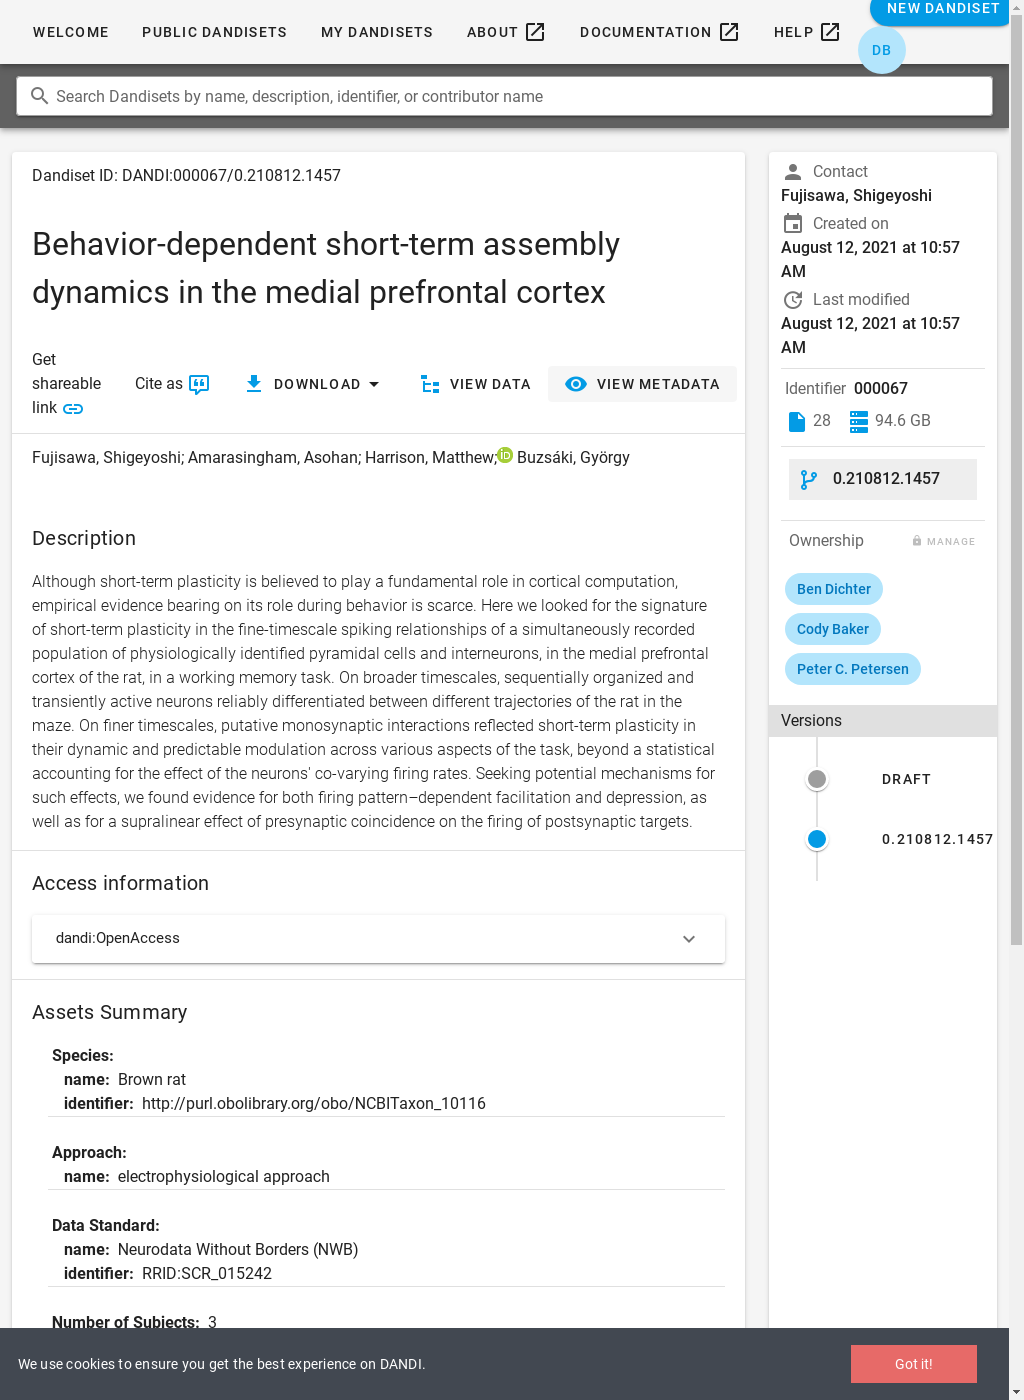 WELCOME
PUBLIC DANDISETS
MY DANDISETS
ABOUT
DOCUMENTATION
HELP
NEW DANDISET
DB
Search Dandisets by name, description, identifier, or contributor name
Dandiset ID: DANDI:000067/0.210812.1457
Behavior-dependent short-term assembly
dynamics in the medial prefrontal cortex
Get
shareable
link
Cite as
DOWNLOAD
VIEW DATA
VIEW METADATA
Fujisawa, Shigeyoshi; Amarasingham, Asohan; Harrison, Matthew; iD Buzsáki, György
Description
Although short-term plasticity is believed to play a fundamental role in cortical computation,
empirical evidence bearing on its role during behavior is scarce. Here we looked for the signature
of short-term plasticity in the fine-timescale spiking relationships of a simultaneously recorded
population of physiologically identified pyramidal cells and interneurons, in the medial prefrontal
cortex of the rat, in a working memory task. On broader timescales, sequentially organized and
transiently active neurons reliably differentiated between different trajectories of the rat in the
maze. On finer timescales, putative monosynaptic interactions reflected short-term plasticity in
their dynamic and predictable modulation across various aspects of the task, beyond a statistical
accounting for the effect of the neurons' co-varying firing rates. Seeking potential mechanisms for
such effects, we found evidence for both firing pattern–dependent facilitation and depression, as
well as for a supralinear effect of presynaptic coincidence on the firing of postsynaptic targets.
Access information
dandi:OpenAccess
Assets Summary
Species:
name: Brown rat
identifier: http://purl.obolibrary.org/obo/NCBITaxon_10116
Approach:
name: electrophysiological approach
Data Standard:
name: Neurodata Without Borders (NWB)
identifier: RRID:SCR_015242
Number of Subjects: 3
Contact
Fujisawa, Shigeyoshi
Created on
August 12, 2021 at 10:57
AM
Last modified
August 12, 2021 at 10:57
AM
Identifier 000067
28
94.6 GB
0.210812.1457
Ownership
MANAGE
Ben Dichter
Cody Baker
Peter C. Petersen
Versions
DRAFT
0.210812.1457
We use cookies to ensure you get the best experience on DANDI.
Got it!